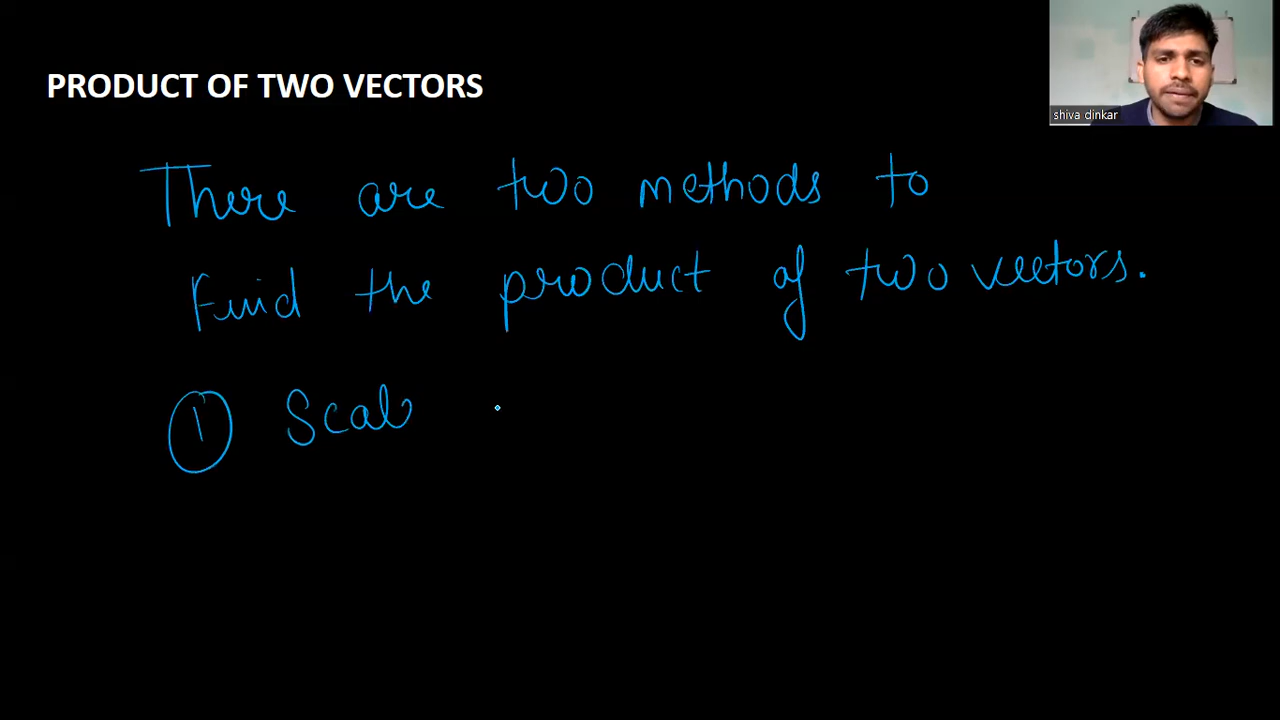 PRODUCT OF TWO VECTORS
shiva dinkar
There are two methods to
Find the product of two vectors.
① Scal